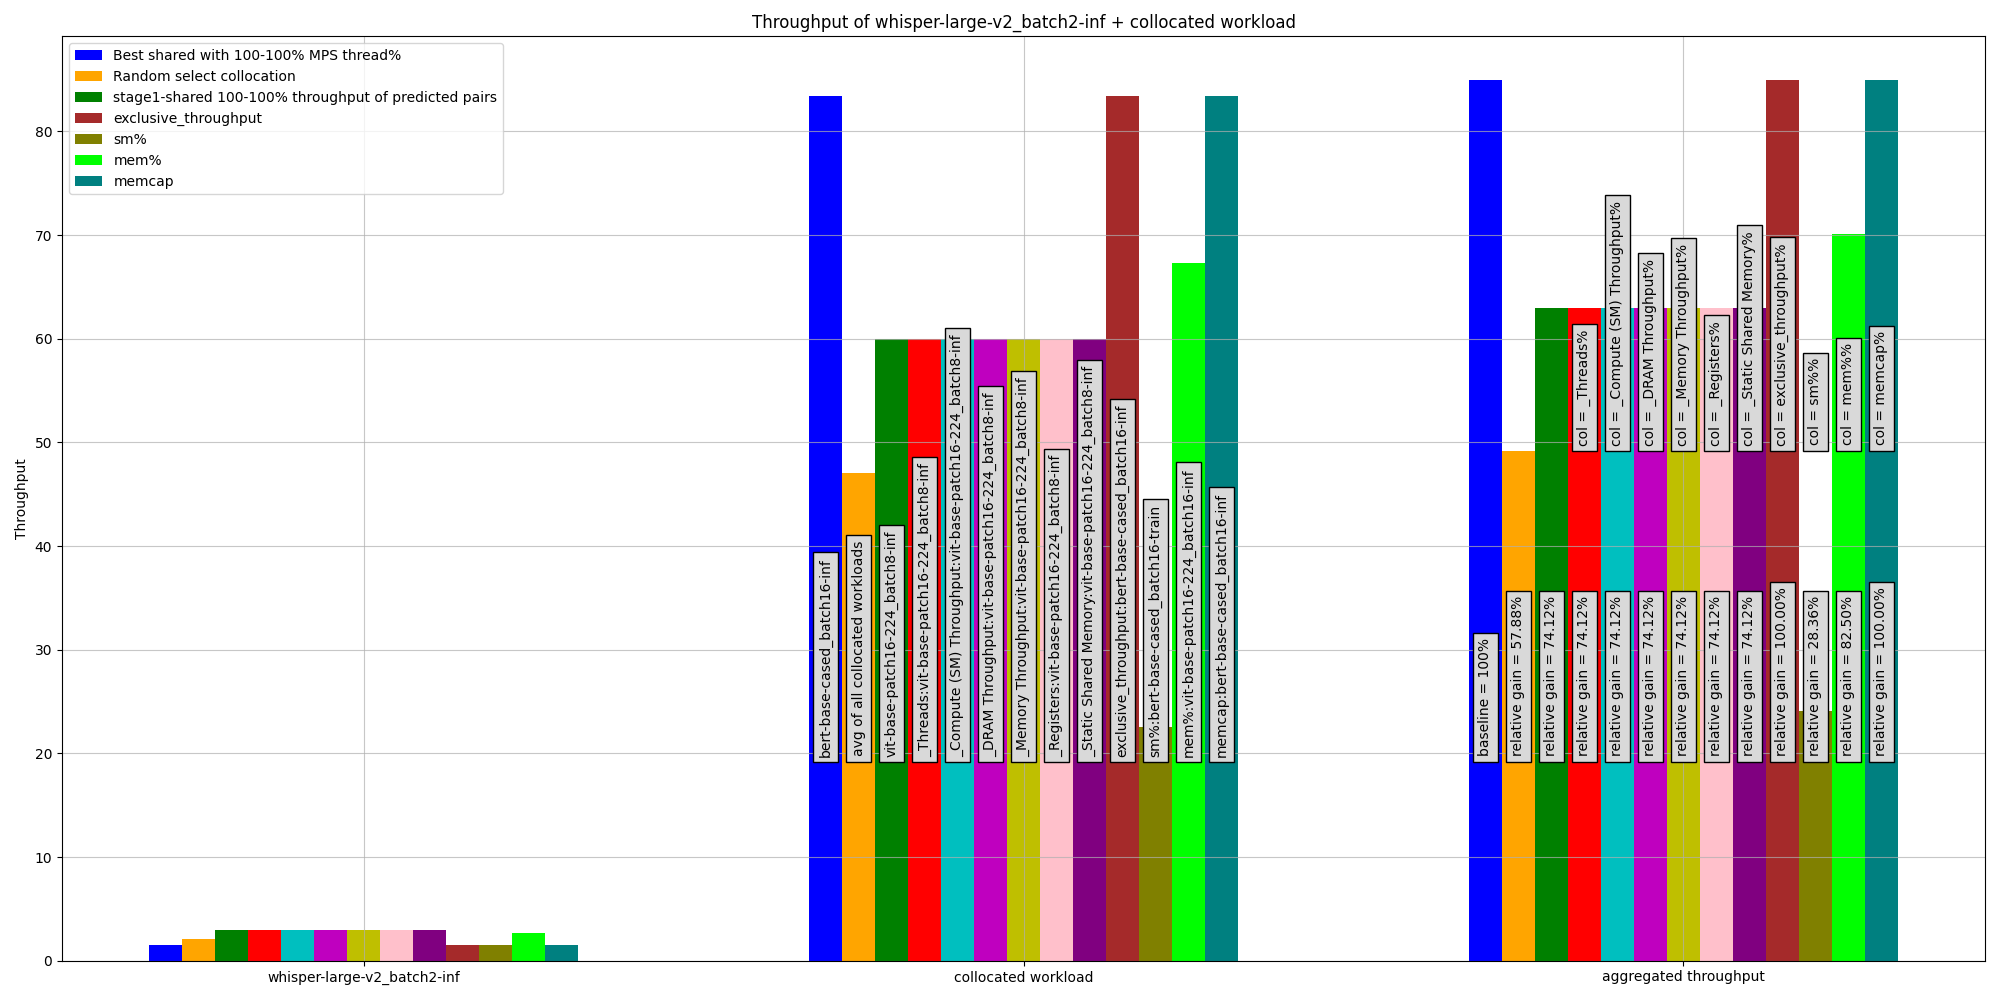 Throughput of whisper-large-v2_batch2-inf + collocated workload
Best shared with 100-100% MPS thread%
Random select collocation
stage1-shared 100-100% throughput of predicted pairs
exclusive_throughput
sm%
mem%
memcap
Throughput
80
70
60
50
40
30
20
10
0
bert-base-cased_batch16-inf
avg of all collocated workloads
vit-base-patch16-224_batch8-inf
_Threads:vit-base-patch16-224_batch8-inf
_Compute (SM) Throughput:vit-base-patch16-224_batch8-inf
_DRAM Throughput:vit-base-patch16-224_batch8-inf
_Memory Throughput:vit-base-patch16-224_batch8-inf
_Registers:vit-base-patch16-224_batch8-inf
_Static Shared Memory:vit-base-patch16-224_batch8-inf
exclusive_throughput:bert-base-cased_batch16-inf
sm%:bert-base-cased_batch16-train
mem%:vit-base-patch16-224_batch16-inf
memcap:bert-base-cased_batch16-inf
col = _Threads%
col = _Compute (SM) Throughput%
col = _DRAM Throughput%
col = _Memory Throughput%
col = _Registers%
col = _Static Shared Memory%
col = exclusive_throughput%
col = sm%%
col = mem%%
col = memcap%
baseline = 100%
relative gain = 57.88%
relative gain = 74.12%
relative gain = 74.12%
relative gain = 74.12%
relative gain = 74.12%
relative gain = 74.12%
relative gain = 74.12%
relative gain = 74.12%
relative gain = 100.00%
relative gain = 28.36%
relative gain = 82.50%
relative gain = 100.00%
whisper-large-v2_batch2-inf
collocated workload
aggregated throughput